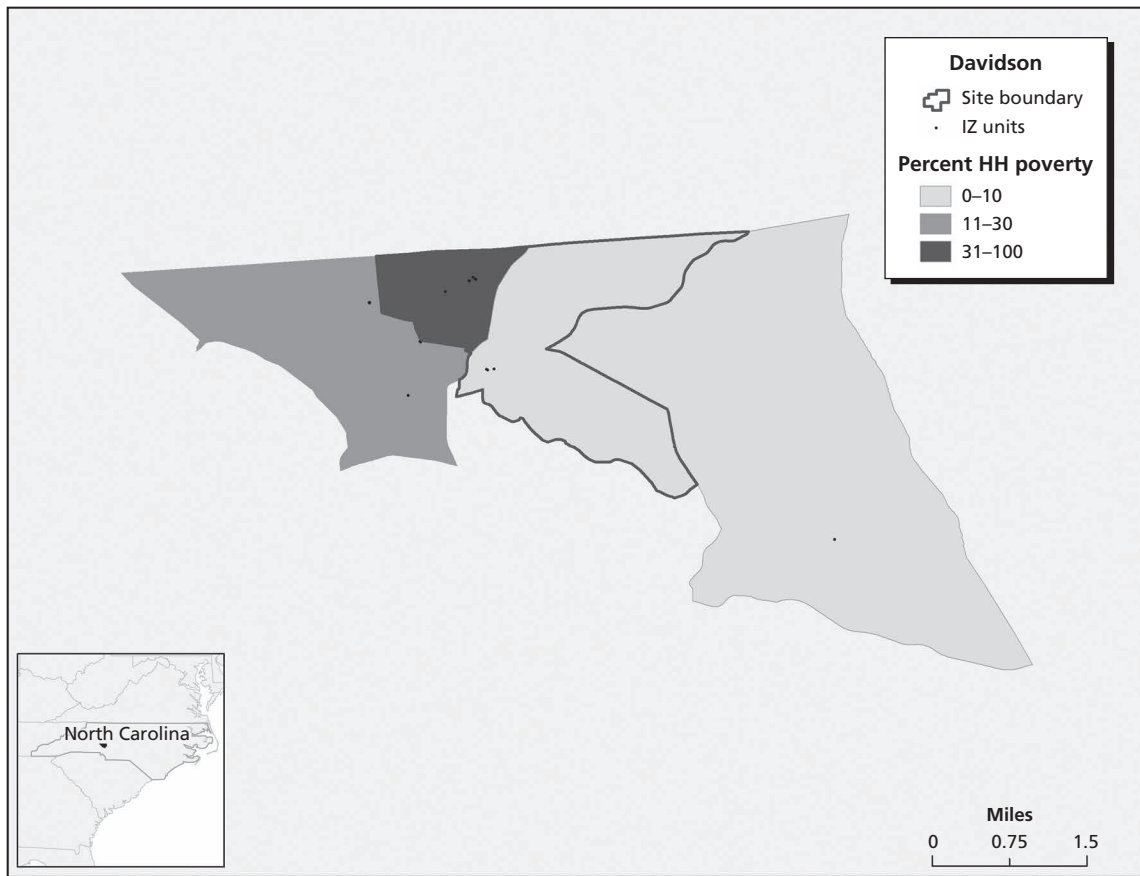 Davidson
Site boundary
IZ units
Percent HH poverty
0–10
11–30
31–100
North Carolina
Miles
0 0.75 1.5